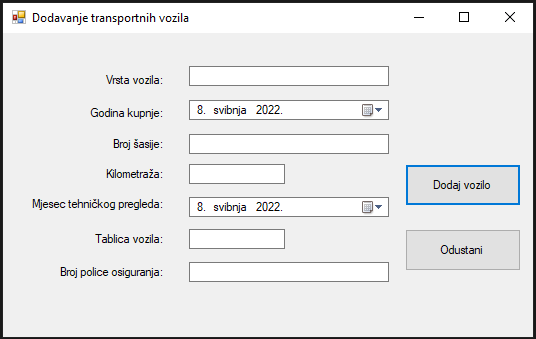 Dodavanje transportnih vozila
Vrsta vozila:
Godina kupnje: 8. svibnja 2022.
Broj šasije:
Kilometraža:
Mjesec tehničkog pregleda: 8. svibnja 2022.
Tablica vozila:
Broj police osiguranja:
Dodaj vozilo
Odustani